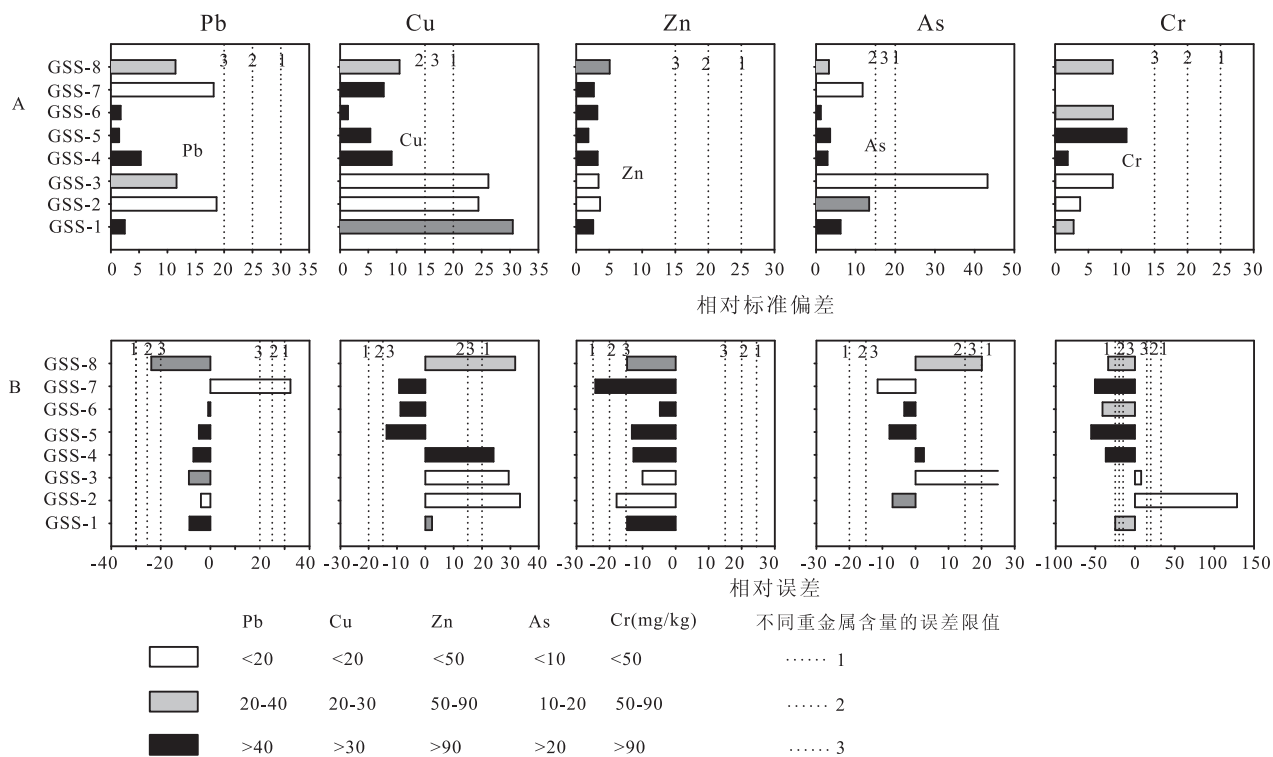 Pb Cu Zn As Cr
A
3 2 1 2 3 1 3 2 1 2 3 1 3 2 1
GSS-8
GSS-7
GSS-6
GSS-5
GSS-4
GSS-3
GSS-2
GSS-1
Pb Cu Zn As Cr
0 5 10 15 20 25 30 35 0 5 10 15 20 25 30 35 0 5 10 15 20 25 30 0 10 20 30 40 50 0 5 10 15 20 25 30
相对标准偏差
B
1 2 3 3 2 1 1 2 3 2 3 1 1 2 3 3 2 1 1 2 3 2 3 1 1 2 3 3 2 1
GSS-8
GSS-7
GSS-6
GSS-5
GSS-4
GSS-3
GSS-2
GSS-1
-40 -20 0 20 40 -30 -20 -10 0 10 20 30 40 -30 -20 -10 0 10 20 30 -30 -20 -10 0 10 20 30 -100 -50 0 50 100 150
相对误差
Pb Cu Zn As Cr(mg/kg) 不同重金属含量的误差限值
<20 <20 <50 <10 <50 ······ 1
20-40 20-30 50-90 10-20 50-90 ······ 2
>40 >30 >90 >20 >90 ······ 3